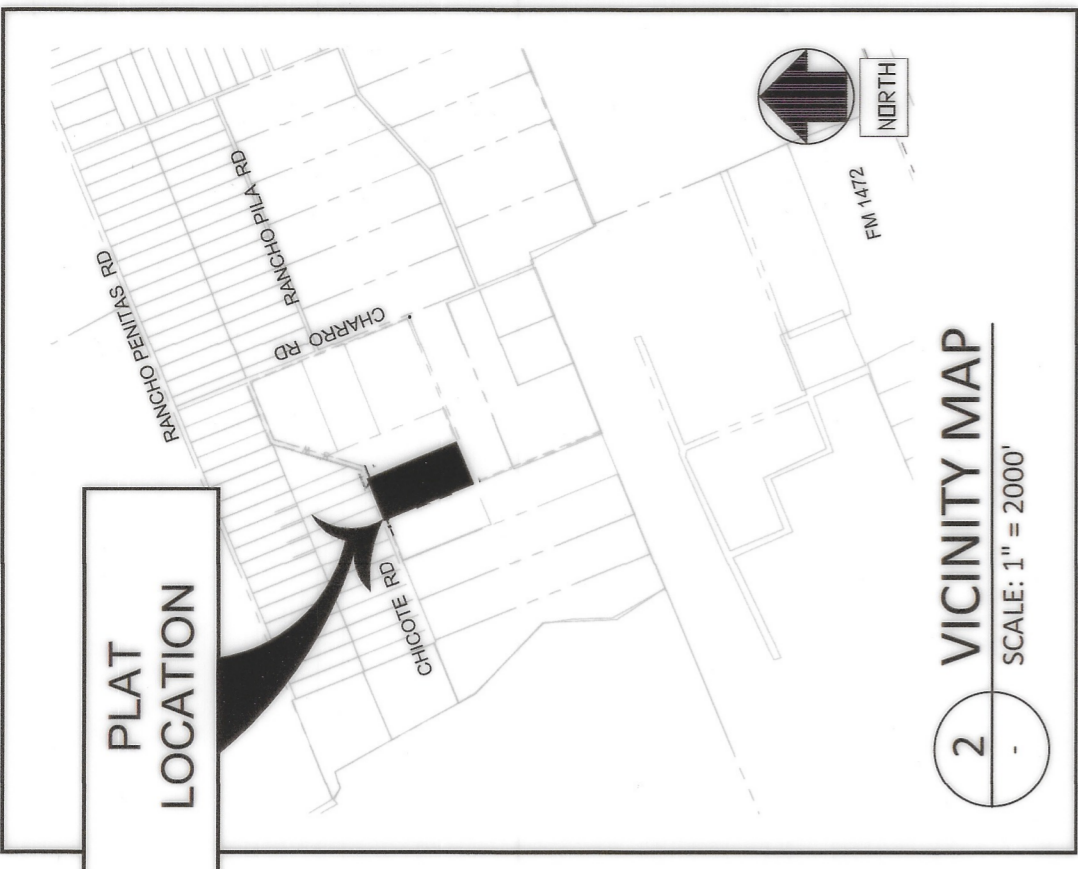 PLAT
LOCATION
RANCHO PENITAS RD
RANCHO PILA RD
CHARRO RD
CHICOTE RD
FM 1472
NORTH
2
-
VICINITY MAP
SCALE: 1" = 2000'